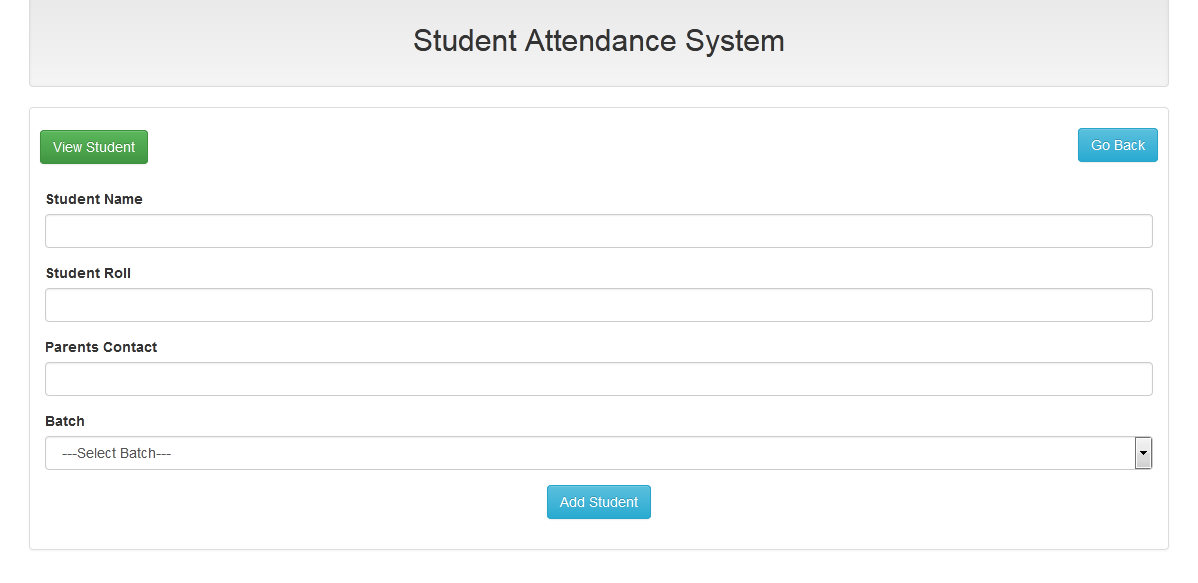 Student Attendance System
View Student
Go Back
Student Name
Student Roll
Parents Contact
Batch
---Select Batch---
Add Student